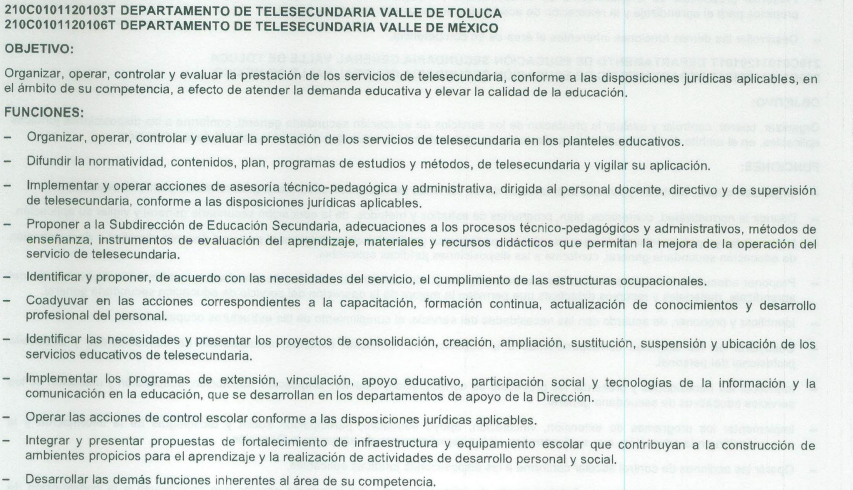 210C0101120103T DEPARTAMENTO DE TELESECUNDARIA VALLE DE TOLUCA
210C0101120106T DEPARTAMENTO DE TELESECUNDARIA VALLE DE MÉXICO
OBJETIVO:
Organizar, operar, controlar y evaluar la prestación de los servicios de telesecundaria, conforme a las disposiciones jurídicas aplicables, en
el ámbito de su competencia, a efecto de atender la demanda educativa y elevar la calidad de la educación.
FUNCIONES:
– Organizar, operar, controlar y evaluar la prestación de los servicios de telesecundaria en los planteles educativos.
– Difundir la normatividad, contenidos, plan, programas de estudios y métodos, de telesecundaria y vigilar su aplicación.
– Implementar y operar acciones de asesoría técnico-pedagógica y administrativa, dirigida al personal docente, directivo y de supervisión
de telesecundaria, conforme a las disposiciones jurídicas aplicables.
– Proponer a la Subdirección de Educación Secundaria, adecuaciones a los procesos técnico-pedagógicos y administrativos, métodos de
enseñanza, instrumentos de evaluación del aprendizaje, materiales y recursos didácticos que permitan la mejora de la operación del
servicio de telesecundaria.
– Identificar y proponer, de acuerdo con las necesidades del servicio, el cumplimiento de las estructuras ocupacionales.
– Coadyuvar en las acciones correspondientes a la capacitación, formación continua, actualización de conocimientos y desarrollo
profesional del personal.
– Identificar las necesidades y presentar los proyectos de consolidación, creación, ampliación, sustitución, suspensión y ubicación de los
servicios educativos de telesecundaria.
– Implementar los programas de extensión, vinculación, apoyo educativo, participación social y tecnologías de la información y la
comunicación en la educación, que se desarrollan en los departamentos de apoyo de la Dirección.
– Operar las acciones de control escolar conforme a las disposiciones jurídicas aplicables.
– Integrar y presentar propuestas de fortalecimiento de infraestructura y equipamiento escolar que contribuyan a la construcción de
ambientes propicios para el aprendizaje y la realización de actividades de desarrollo personal y social.
– Desarrollar las demás funciones inherentes al área de su competencia.